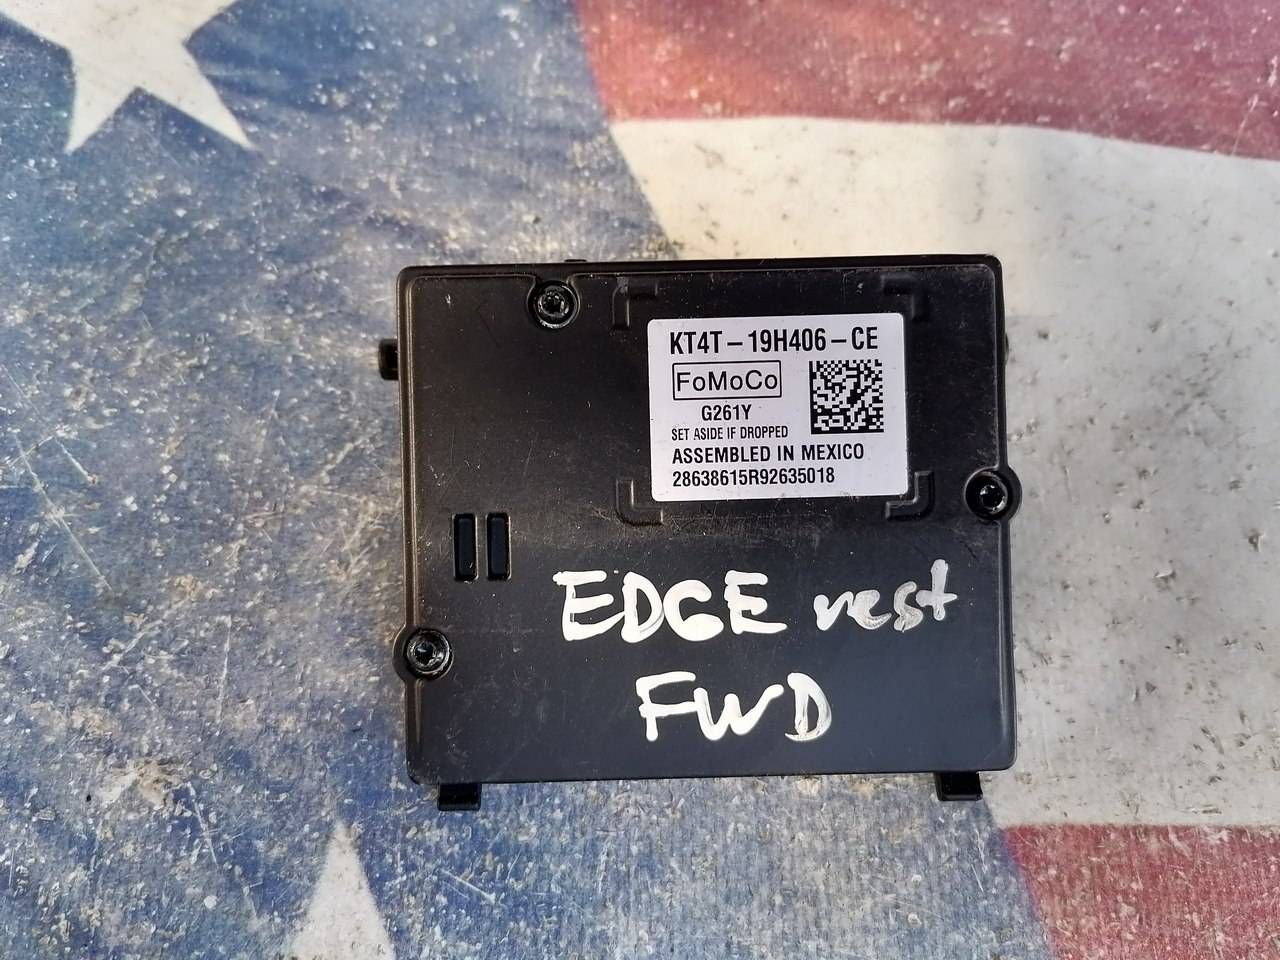 KT4T-19H406-CE
FoMoCo
G261Y
SET ASIDE IF DROPPED
ASSEMBLED IN MEXICO
28638615R92635018
EDGE rest
FWD